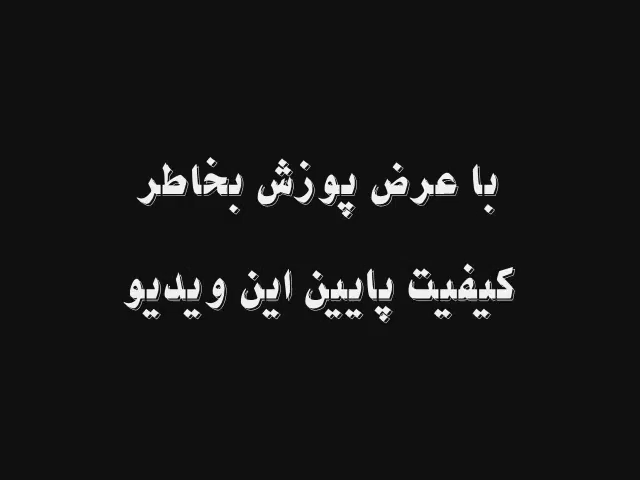 با عرض پوزش بخاطر
کیفیت پایین این ویدیو